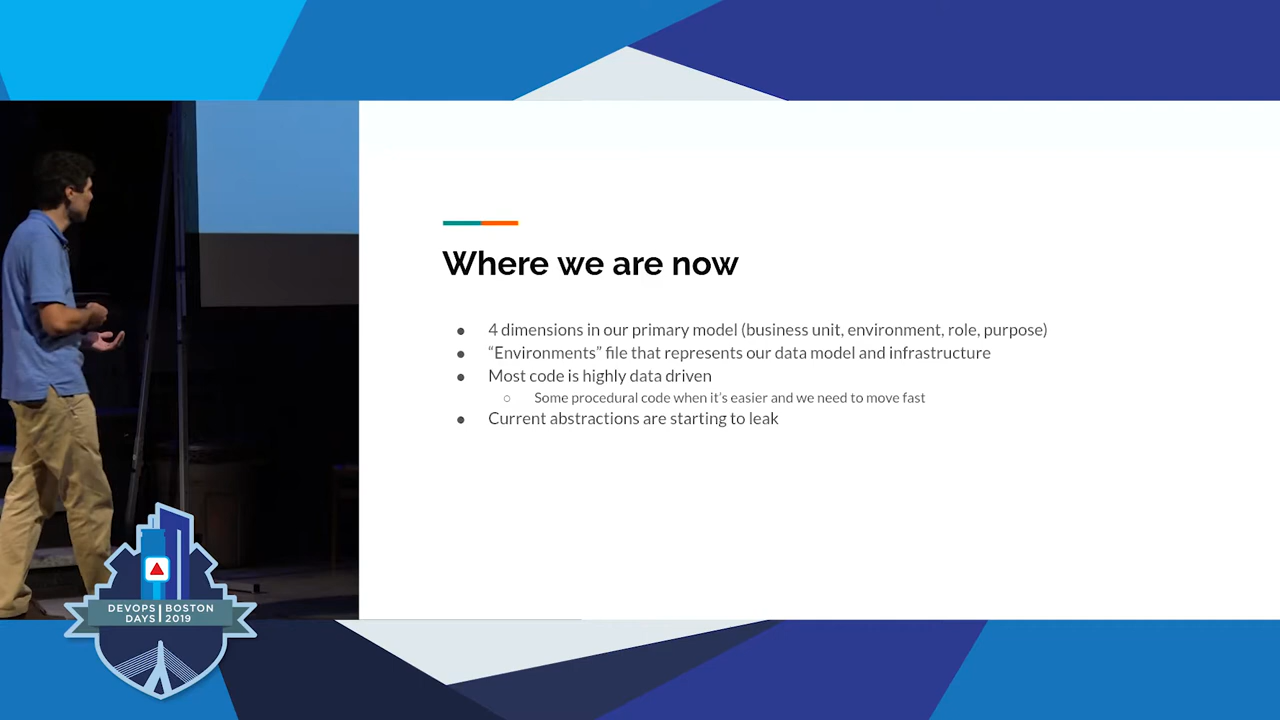 Where we are now
● 4 dimensions in our primary model (business unit, environment, role, purpose)
● “Environments” file that represents our data model and infrastructure
● Most code is highly data driven
○ Some procedural code when it’s easier and we need to move fast
● Current abstractions are starting to leak
DEVOPS | BOSTON
DAYS | 2019